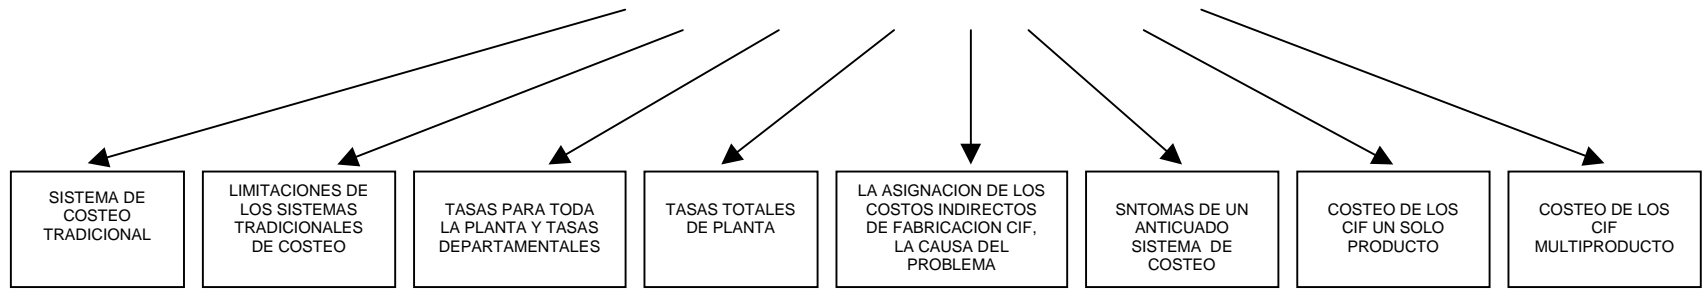 SISTEMA DE
COSTEO
TRADICIONAL
LIMITACIONES DE
LOS SISTEMAS
TRADICIONALES
DE COSTEO
TASAS PARA TODA
LA PLANTA Y TASAS
DEPARTAMENTALES
TASAS TOTALES
DE PLANTA
LA ASIGNACION DE LOS
COSTOS INDIRECTOS
DE FABRICACION CIF,
LA CAUSA DEL
PROBLEMA
SNTOMAS DE UN
ANTICUADO
SISTEMA DE
COSTEO
COSTEO DE LOS
CIF UN SOLO
PRODUCTO
COSTEO DE LOS
CIF
MULTIPRODUCTO